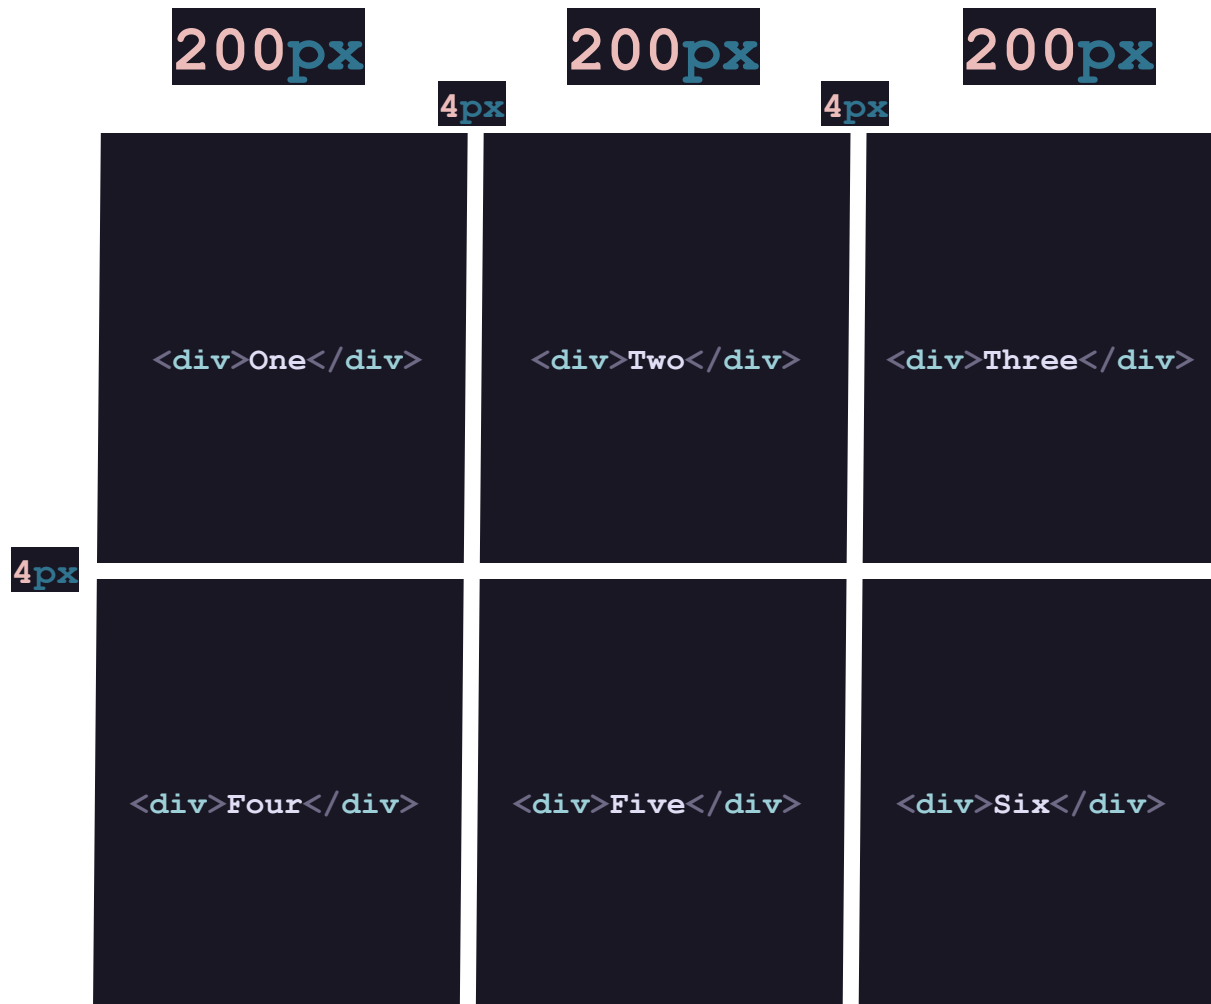 200px 200px 200px
4px 4px
<div>One</div> <div>Two</div> <div>Three</div>
4px
<div>Four</div> <div>Five</div> <div>Six</div>